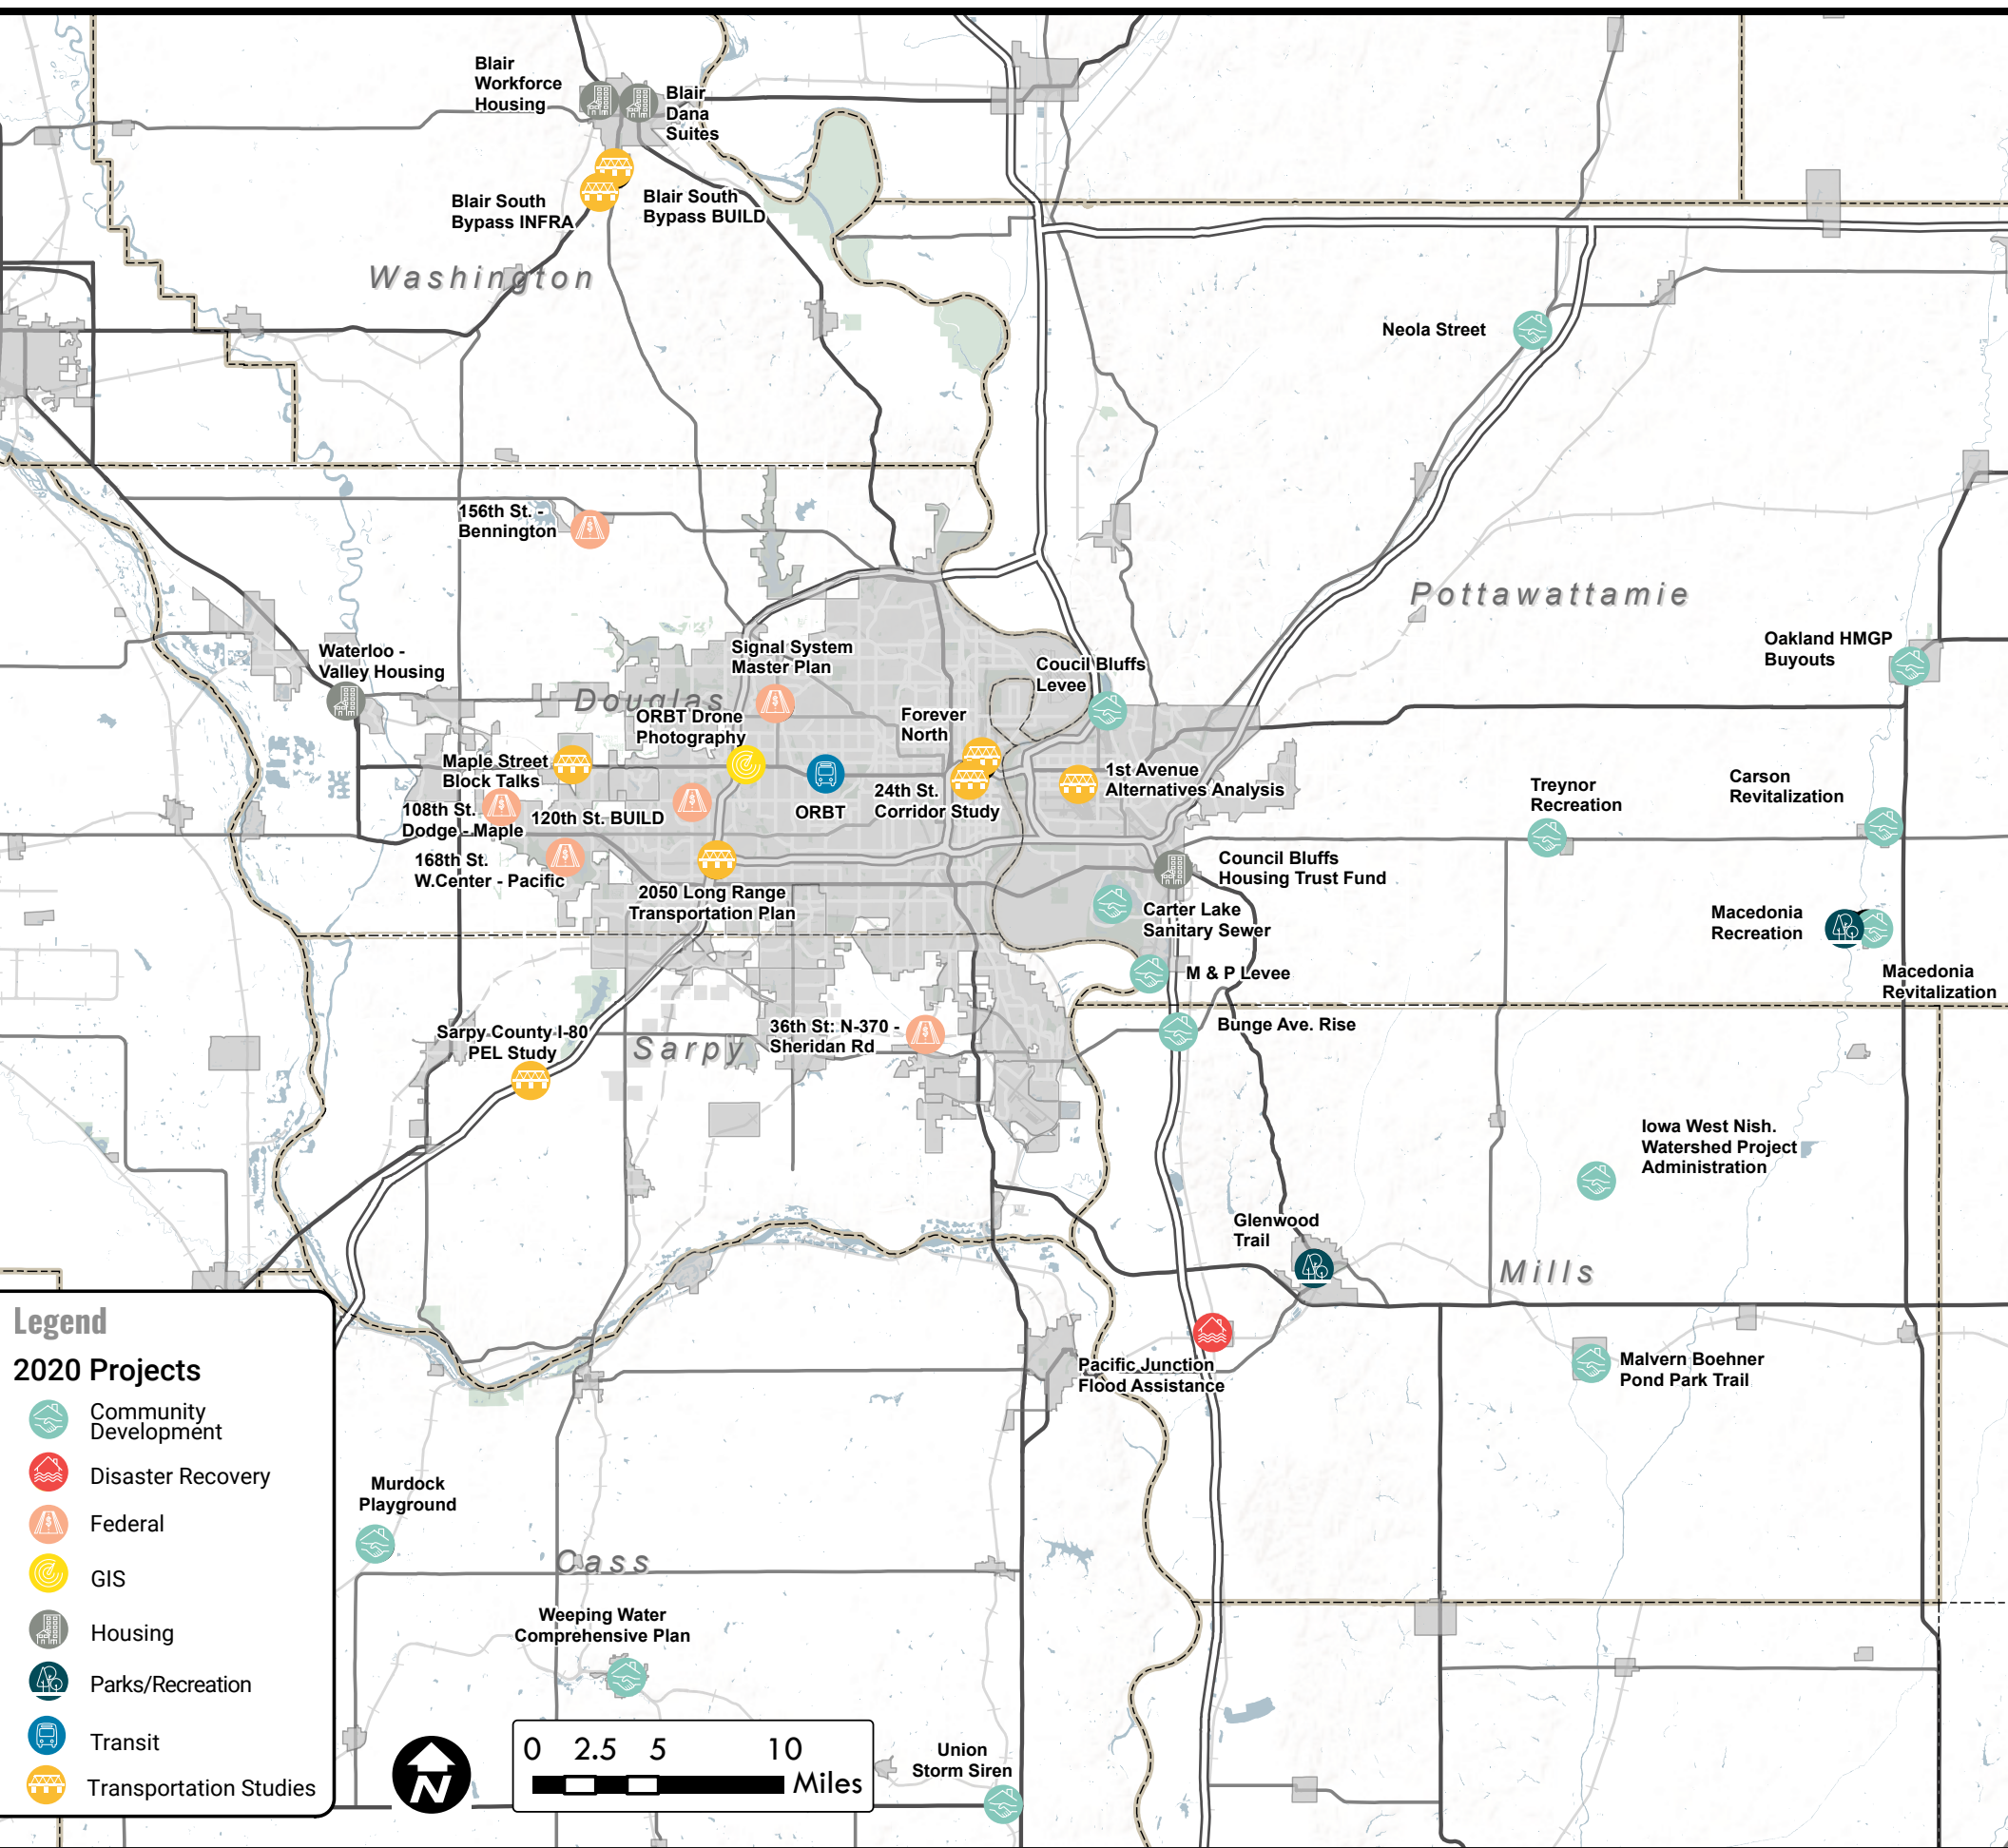 Blair
Workforce
Housing
Blair
Dana
Suites
Blair South
Bypass INFRA
Blair South
Bypass BUILD
Washington
Neola Street
156th St. -
Bennington
Pottawattamie
Waterloo -
Valley Housing
Signal System
Master Plan
Coucil Bluffs
Levee
Oakland HMGP
Buyouts
Douglas
ORBT Drone
Photography
Forever
North
Maple Street
Block Talks
108th St.
Dodge - Maple
120th St. BUILD
ORBT
24th St.
Corridor Study
1st Avenue
Alternatives Analysis
Treynor
Recreation
Carson
Revitalization
168th St.
W.Center - Pacific
2050 Long Range
Transportation Plan
Council Bluffs
Housing Trust Fund
Carter Lake
Sanitary Sewer
Macedonia
Recreation
Macedonia
Revitalization
M & P Levee
Sarpy County I-80
PEL Study
Sarpy
36th St: N-370 -
Sheridan Rd
Bunge Ave. Rise
Iowa West Nish.
Watershed Project
Administration
Glenwood
Trail
Mills
Pacific Junction
Flood Assistance
Malvern Boehner
Pond Park Trail
Legend
2020 Projects
Community
Development
Disaster Recovery
Federal
GIS
Housing
Parks/Recreation
Transit
Transportation Studies
Murdock
Playground
Cass
Weeping Water
Comprehensive Plan
N
0 2.5 5 10
Miles
Union
Storm Siren